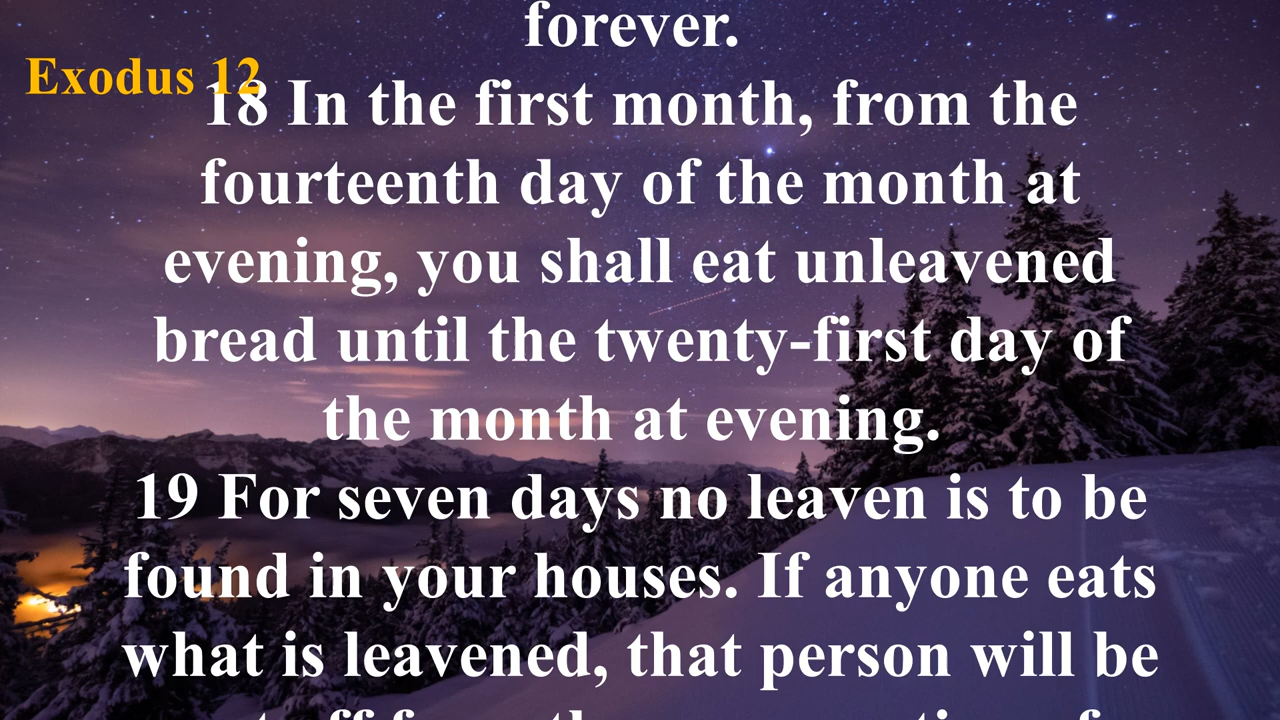 forever.
Exodus 12
18 In the first month, from the
fourteenth day of the month at
evening, you shall eat unleavened
bread until the twenty-first day of
the month at evening.
19 For seven days no leaven is to be
found in your houses. If anyone eats
what is leavened, that person will be